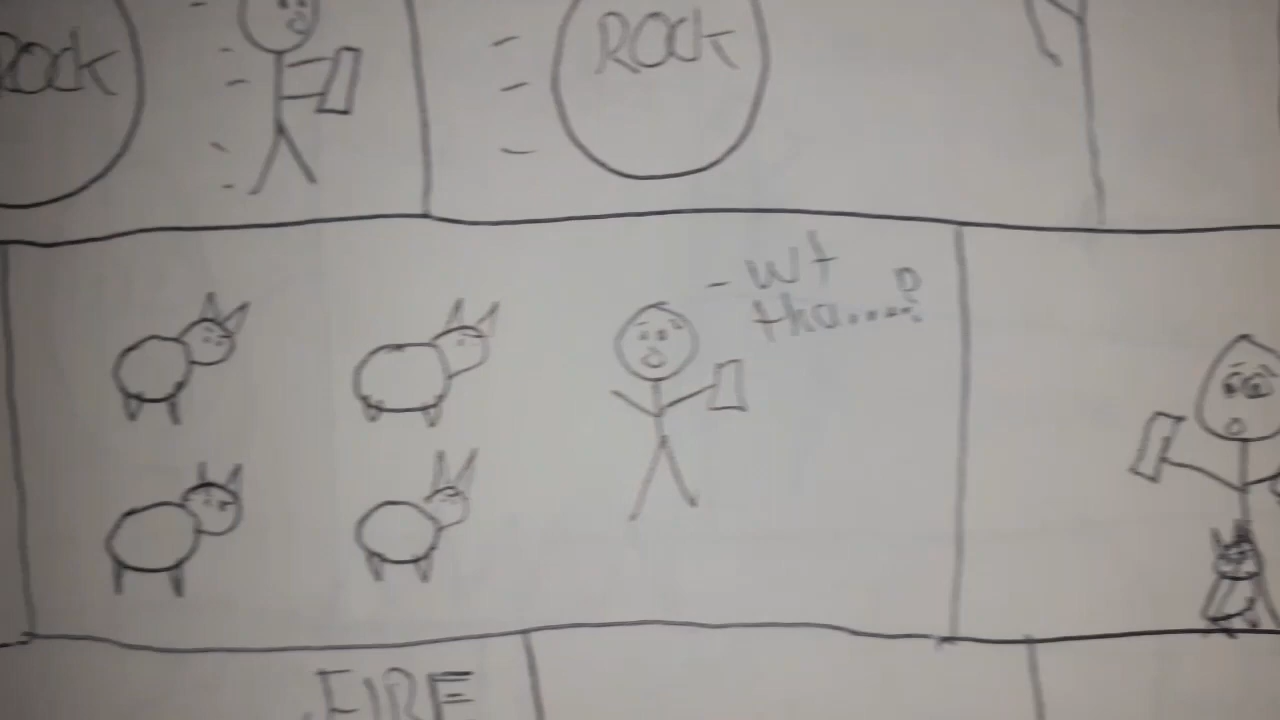 ROCK
ROCK
- wt
tha....?
FIRE